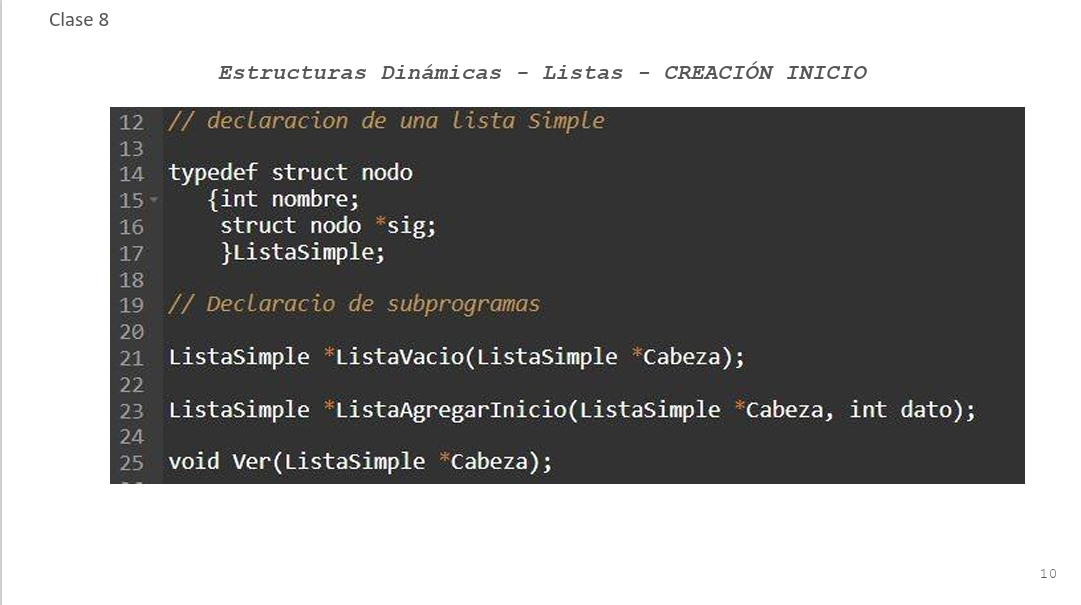 Clase 8
Estructuras Dinámicas - Listas - CREACIÓN INICIO
12 // declaracion de una lista Simple
13
14 typedef struct nodo
15 {int nombre;
16 struct nodo *sig;
17 }ListaSimple;
18
19 // Declaracio de subprogramas
20
21 ListaSimple *ListaVacio(ListaSimple *Cabeza);
22
23 ListaSimple *ListaAgregarInicio(ListaSimple *Cabeza, int dato);
24
25 void Ver(ListaSimple *Cabeza);
10